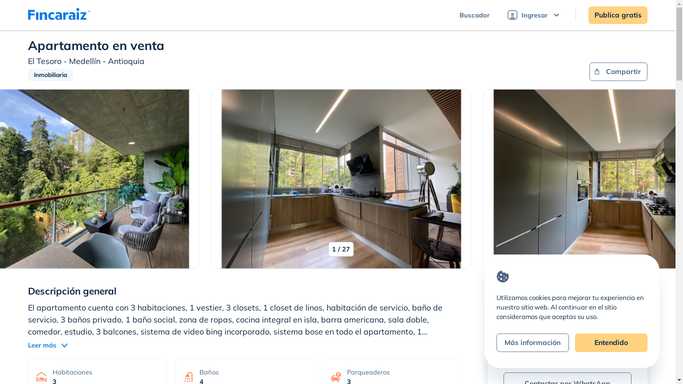 Fincaraiz
Buscador
Ingresar
Publica gratis
Apartamento en venta
El Tesoro - Medellín - Antioquia
Inmobiliaria
Compartir
1 / 27
Descripción general
El apartamento cuenta con 3 habitaciones, 1 vestier, 3 closets, 1 closet de linos, habitación de servicio, baño de
servicio, 3 baños privado, 1 baño social, zona de ropas, cocina integral en isla, barra americana, sala doble,
comedor, estudio, 3 balcones, sistema de video bing incorporado, sistema base en todo el apartamento, 1...
Leer más
Habitaciones
3
Baños
4
Parqueaderos
3
Utilizamos cookies para mejorar tu experiencia en
nuestro sitio web. Al continuar en el sitio
consideramos que aceptas su uso.
Más información
Entendido
Contactar por WhatsApp